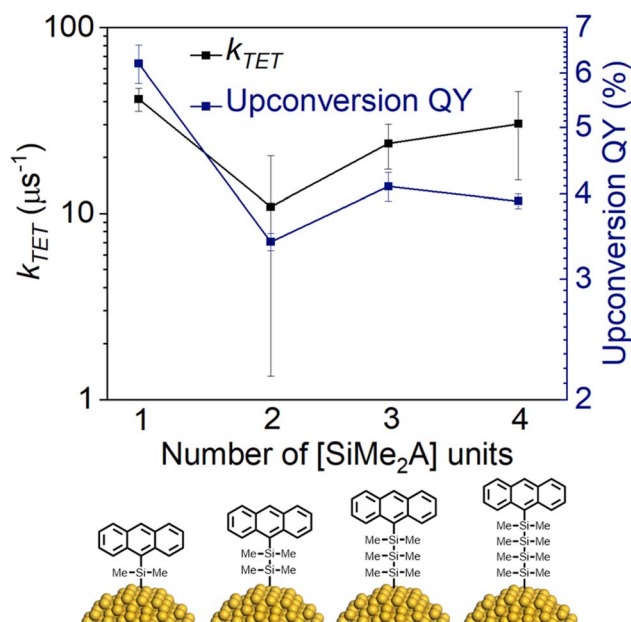 100
10
1
k_TET (μs⁻¹)
k_TET
Upconversion QY
7
6
5
4
3
2
Upconversion QY (%)
1 2 3 4
Number of [SiMe₂A] units
Me–Si–Me
Me–Si–Me
Me–Si–Me
Me–Si–Me
Me–Si–Me
Me–Si–Me
Me–Si–Me
Me–Si–Me
Me–Si–Me
Me–Si–Me